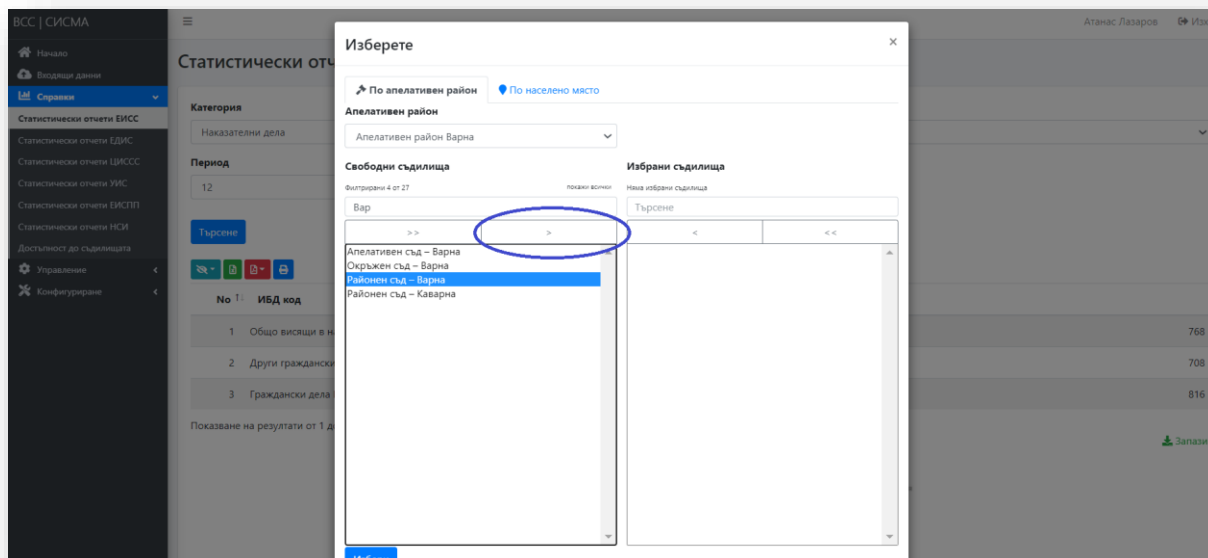 ВСС | СИСМА
Атанас Лазаров
Начало
Входящи данни
Справки
Статистически отчети ЕИСС
Статистически отчети ЕДИС
Статистически отчети ЦИССС
Статистически отчети УИС
Статистически отчети ЕИСПП
Статистически отчети НСИ
Достъпност до съдилищата
Управление
Конфигуриране
Статистически отч
Категория
Наказателни дела
Период
12
Търсене
No ИБД код
1 Общо висящи в н 768
2 Други граждански 708
3 Граждански дела 816
Показване на резултати от 1 д
Запази
Изберете
×
По апелативен район По населено място
Апелативен район
Апелативен район Варна
Свободни съдилища Избрани съдилища
Филтрирани 4 от 27 покажи всички Няма избрани съдилища
Вар Търсене
>> > < <<
Апелативен съд – Варна
Окръжен съд – Варна
Районен съд – Варна
Районен съд – Каварна